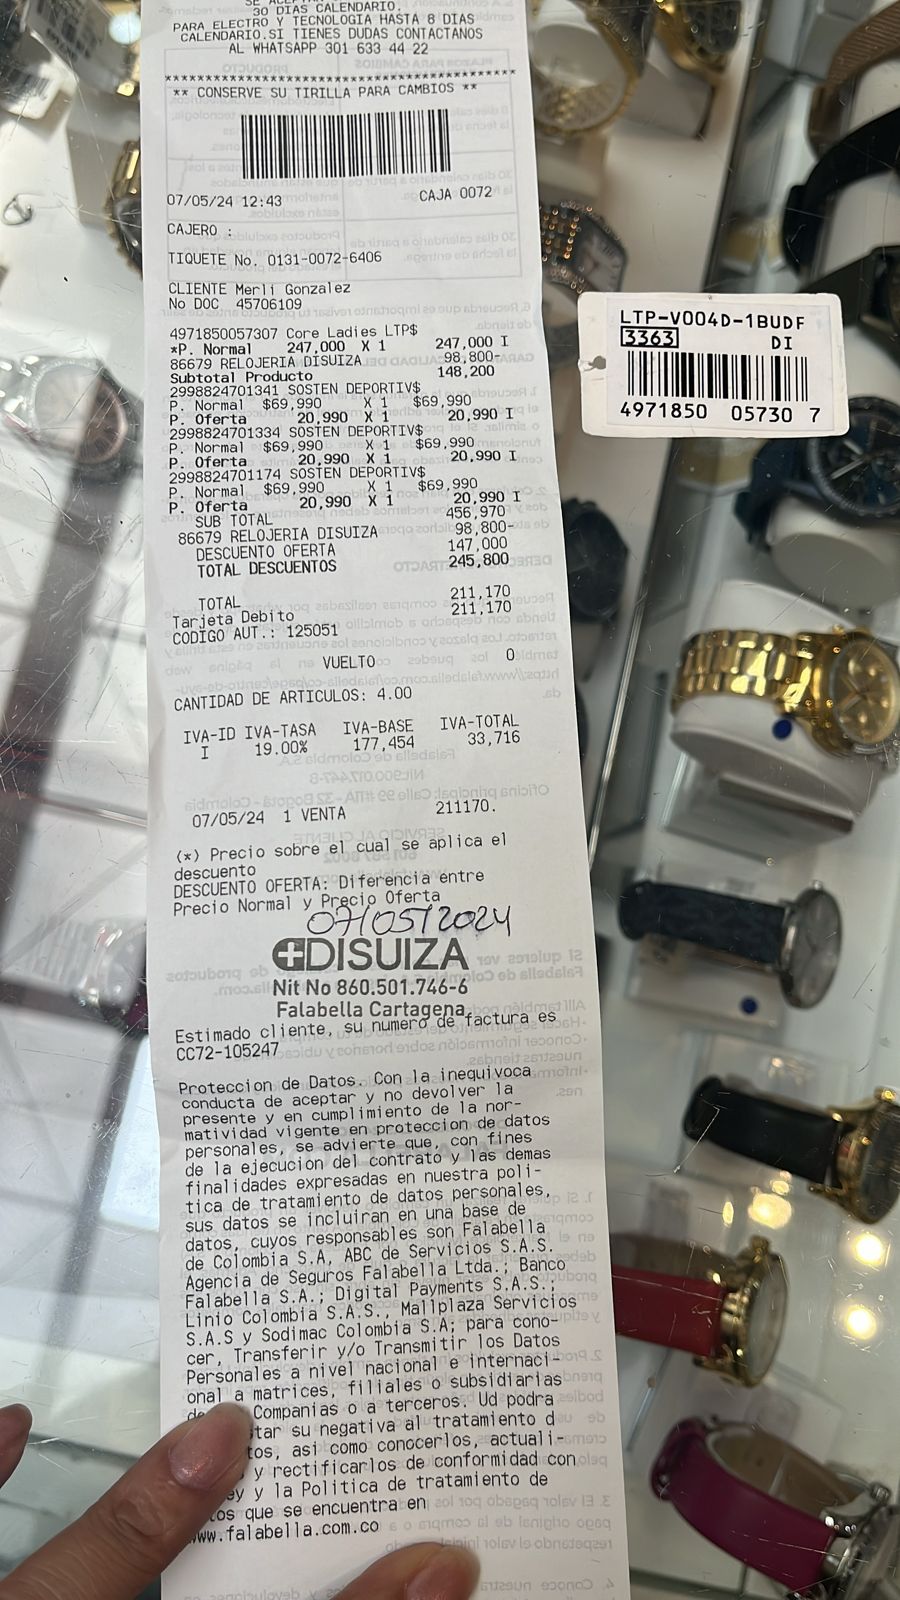 30 DIAS CALENDARIO.
PARA ELECTRO Y TECNOLOGIA HASTA 8 DIAS
CALENDARIO.SI TIENES DUDAS CONTACTANOS
AL WHATSAPP 301 633 44 22
****************************************
** CONSERVE SU TIRILLA PARA CAMBIOS **
07/05/24 12:43 CAJA 0072
CAJERO :
TIQUETE No. 0131-0072-6406
CLIENTE Merli Gonzalez
No DOC 45706109
4971850057307 Core Ladies LTP$
*P. Normal 247,000 X 1 247,000 I
86679 RELOJERIA DISUIZA 98,800-
Subtotal Producto 148,200
2998824701341 SOSTEN DEPORTIV$
P. Normal $69,990 X 1 $69,990
P. Oferta 20,990 X 1 20,990 I
2998824701334 SOSTEN DEPORTIV$
P. Normal $69,990 X 1 $69,990
P. Oferta 20,990 X 1 20,990 I
2998824701174 SOSTEN DEPORTIV$
P. Normal $69,990 X 1 $69,990
P. Oferta 20,990 X 1 20,990 I
SUB TOTAL 456,970
86679 RELOJERIA DISUIZA 98,800-
DESCUENTO OFERTA 147,000
TOTAL DESCUENTOS 245,800
TOTAL 211,170
Tarjeta Debito 211,170
CODIGO AUT.: 125051
VUELTO 0
CANTIDAD DE ARTICULOS: 4.00
IVA-ID IVA-TASA IVA-BASE IVA-TOTAL
I 19.00% 177,454 33,716
07/05/24 1 VENTA 211170.
(*) Precio sobre el cual se aplica el
descuento
DESCUENTO OFERTA: Diferencia entre
Precio Normal y Precio Oferta
07/05/2024
DISUIZA
Nit No 860.501.746-6
Falabella Cartagena
Estimado cliente, su numero de factura es
CC72-105247
Proteccion de Datos. Con la inequivoca
conducta de aceptar y no devolver la
presente y en cumplimiento de la nor-
matividad vigente en proteccion de datos
personales, se advierte que, con fines
de la ejecucion del contrato y las demas
finalidades expresadas en nuestra poli-
tica de tratamiento de datos personales,
sus datos se incluiran en una base de
datos, cuyos responsables son Falabella
de Colombia S.A, ABC de Servicios S.A.S.
Agencia de Seguros Falabella Ltda.; Banco
Falabella S.A.; Digital Payments S.A.S.;
Linio Colombia S.A.S., Mallplaza Servicios
S.A.S y Sodimac Colombia S.A; para cono-
cer, Transferir y/o Transmitir los Datos
Personales a nivel nacional e internaci-
onal a matrices, filiales o subsidiarias
Companias o a terceros. Ud podra
star su negativa al tratamiento d
tos, asi como conocerlos, actuali-
y rectificarlos de conformidad con
ey y la Politica de tratamiento de
tos que se encuentra en
www.falabella.com.co
LTP-V004D-1BUDF
3363 DI
4971850 05730 7